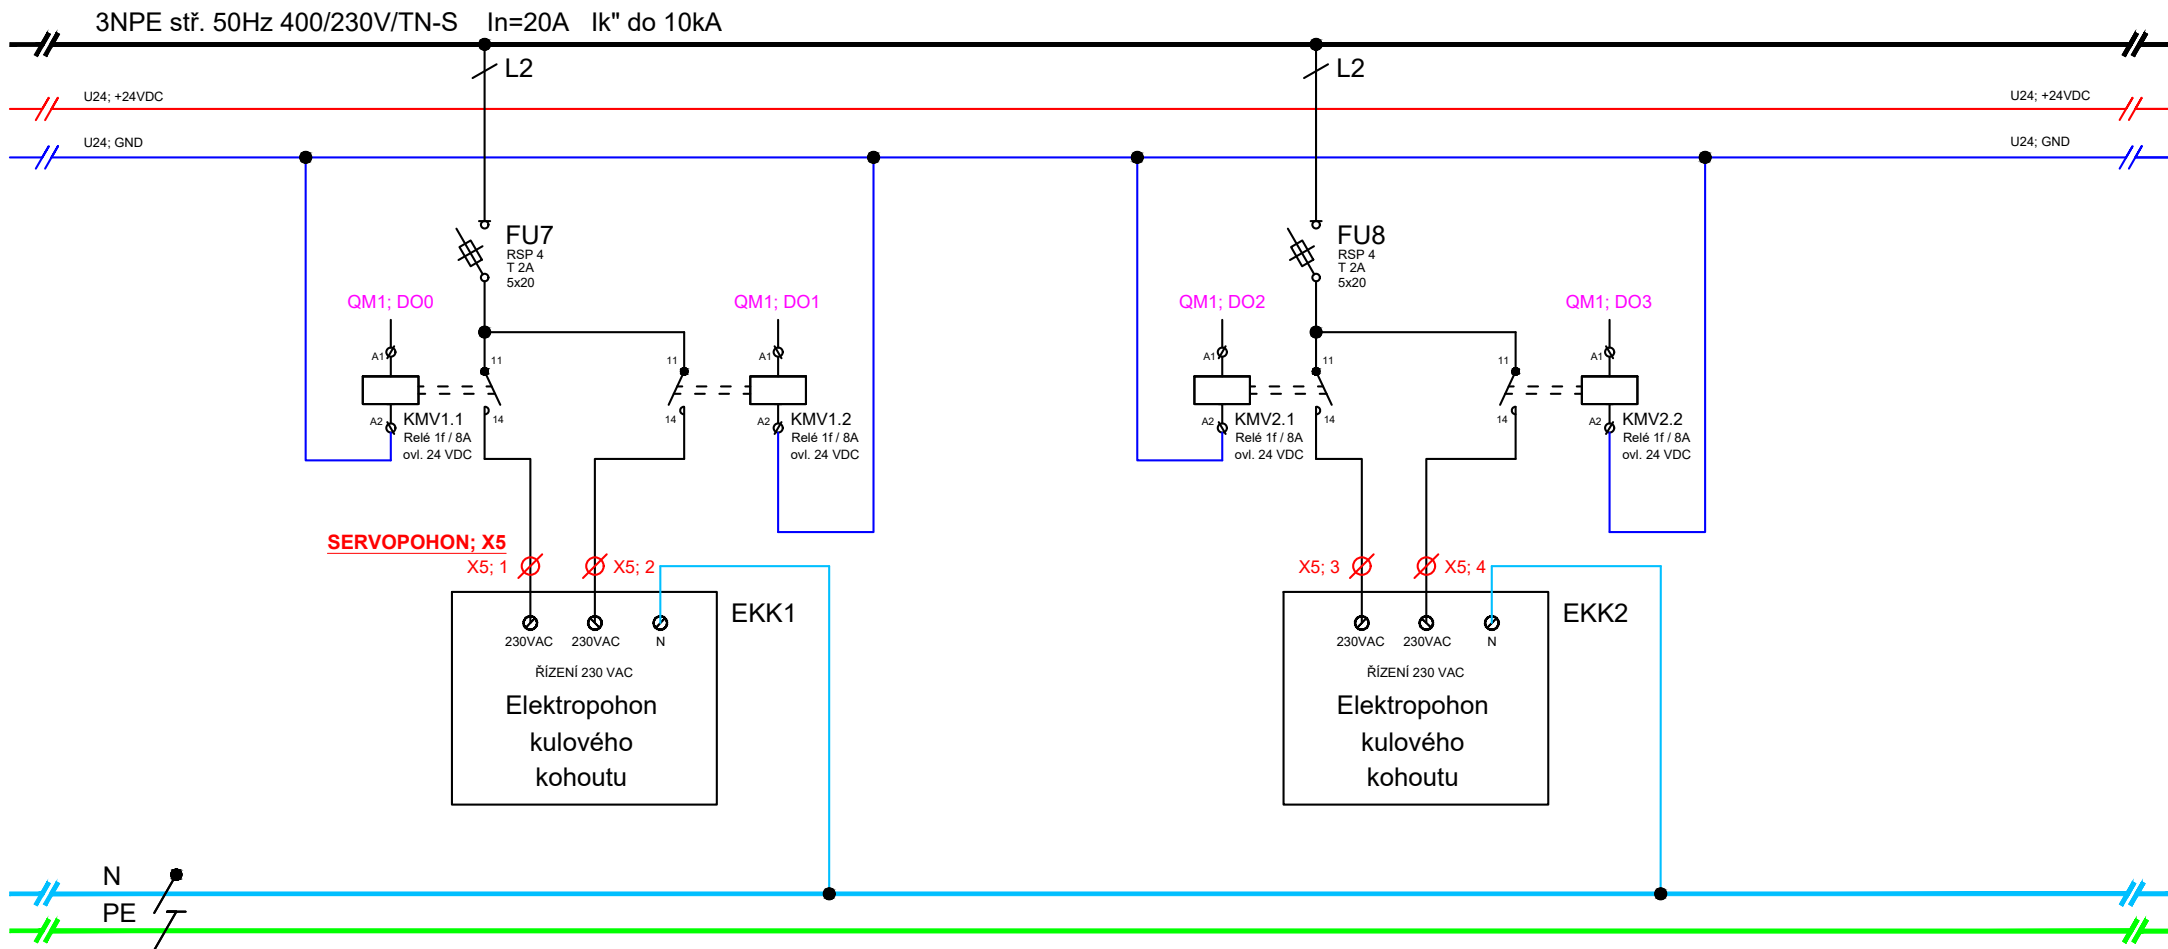 3NPE stř. 50Hz 400/230V/TN-S In=20A Ik" do 10kA
L2
L2
U24; +24VDC
U24; +24VDC
U24; GND
U24; GND
FU7
RSP 4
T 2A
5x20
FU8
RSP 4
T 2A
5x20
QM1; DO0
QM1; DO1
QM1; DO2
QM1; DO3
A1
11
11
A1
A1
11
11
A1
A2
14
14
A2
A2
14
14
A2
KMV1.1
Relé 1f / 8A
ovl. 24 VDC
KMV1.2
Relé 1f / 8A
ovl. 24 VDC
KMV2.1
Relé 1f / 8A
ovl. 24 VDC
KMV2.2
Relé 1f / 8A
ovl. 24 VDC
SERVOPOHON; X5
X5; 1
X5; 2
X5; 3
X5; 4
EKK1
230VAC
230VAC
N
ŘÍZENÍ 230 VAC
Elektropohon
kulového
kohoutu
EKK2
230VAC
230VAC
N
ŘÍZENÍ 230 VAC
Elektropohon
kulového
kohoutu
N
PE